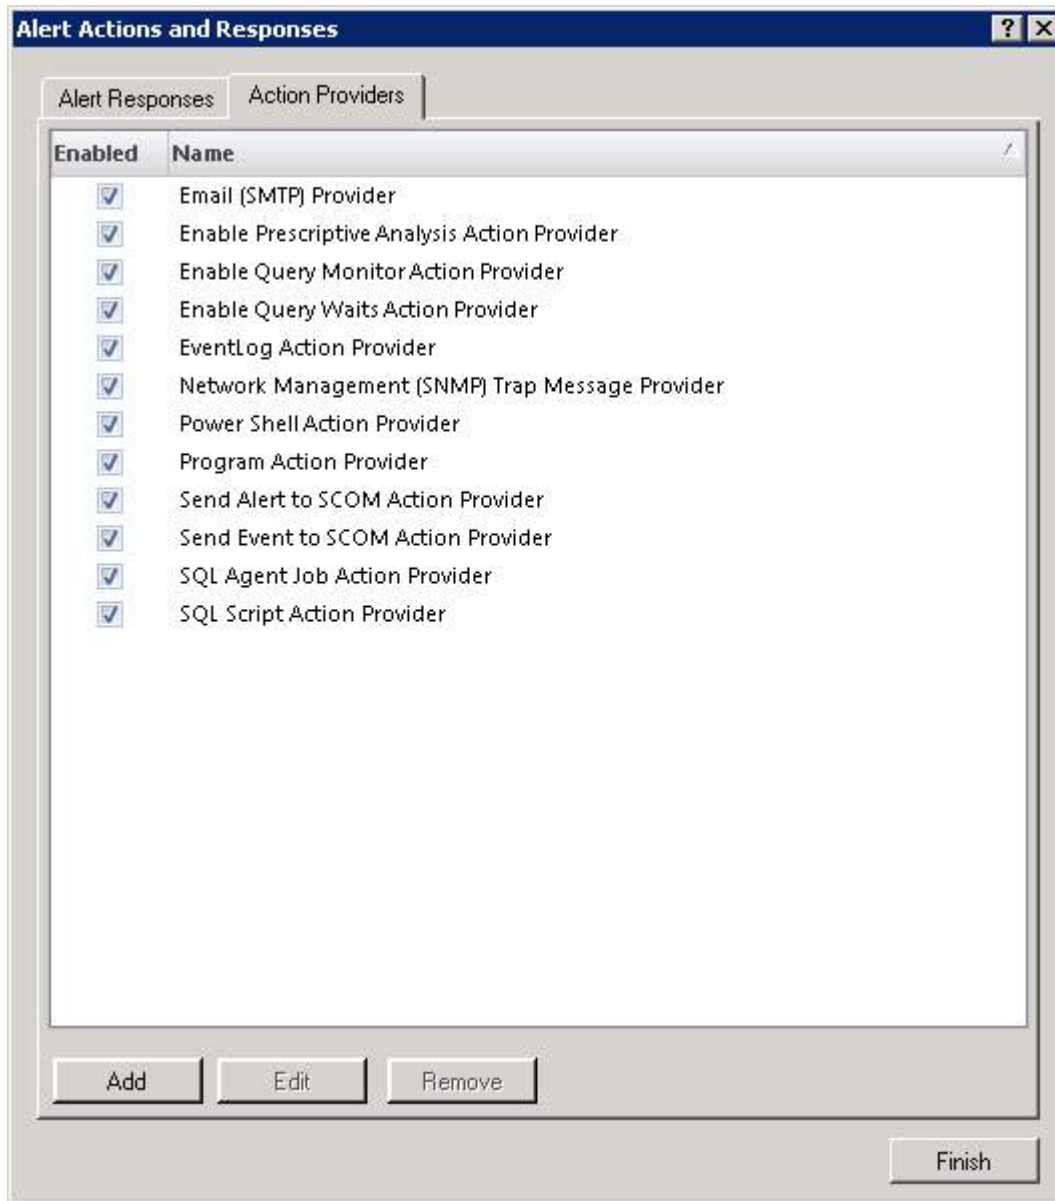 Alert Actions and Responses
Alert Responses
Action Providers
Enabled
Name
Email (SMTP) Provider
Enable Prescriptive Analysis Action Provider
Enable Query Monitor Action Provider
Enable Query Waits Action Provider
EventLog Action Provider
Network Management (SNMP) Trap Message Provider
Power Shell Action Provider
Program Action Provider
Send Alert to SCOM Action Provider
Send Event to SCOM Action Provider
SQL Agent Job Action Provider
SQL Script Action Provider
Add
Edit
Remove
Finish